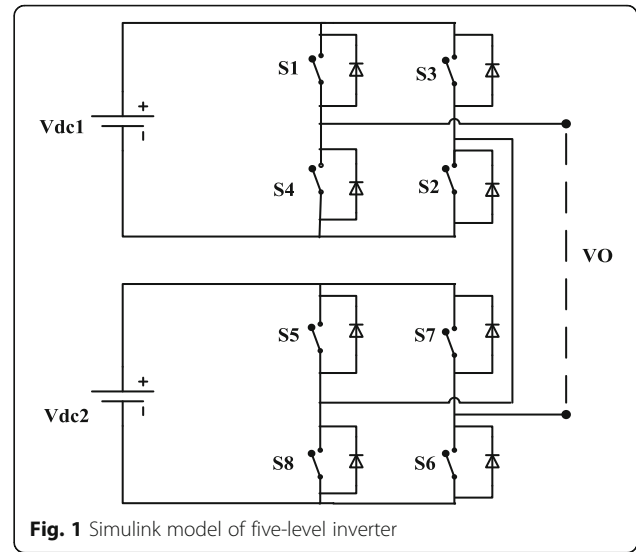 S1
S3
Vdc1
+
-
S4
S2
VO
S5
S7
Vdc2
+
-
S8
S6
Fig. 1 Simulink model of five-level inverter